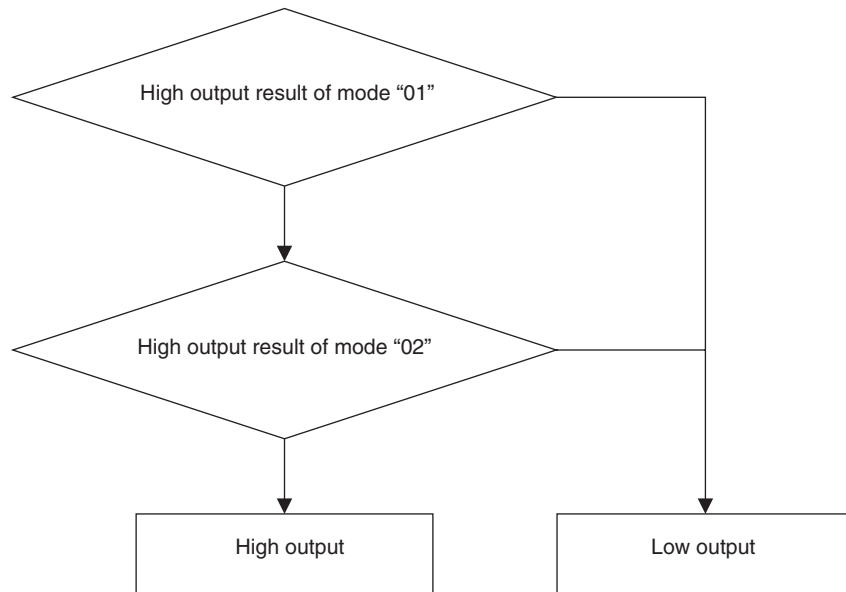 High output result of mode “01”
High output result of mode “02”
High output
Low output